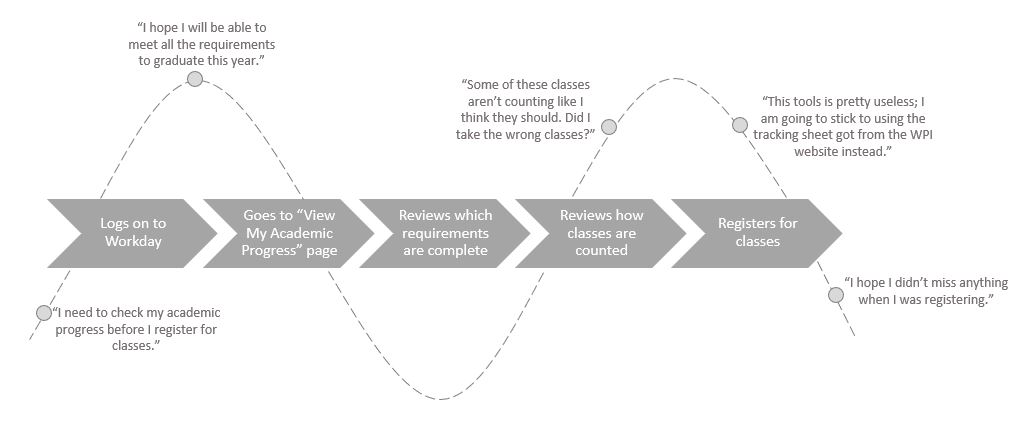 “I hope I will be able to
meet all the requirements
to graduate this year.”
“Some of these classes
aren’t counting like I
think they should. Did I
take the wrong classes?”
“This tools is pretty useless; I
am going to stick to using the
tracking sheet got from the WPI
website instead.”
Logs on to
Workday
Goes to “View
My Academic
Progress” page
Reviews which
requirements
are complete
Reviews how
classes are
counted
Registers for
classes
“I need to check my academic
progress before I register for
classes.”
“I hope I didn’t miss anything
when I was registering.”